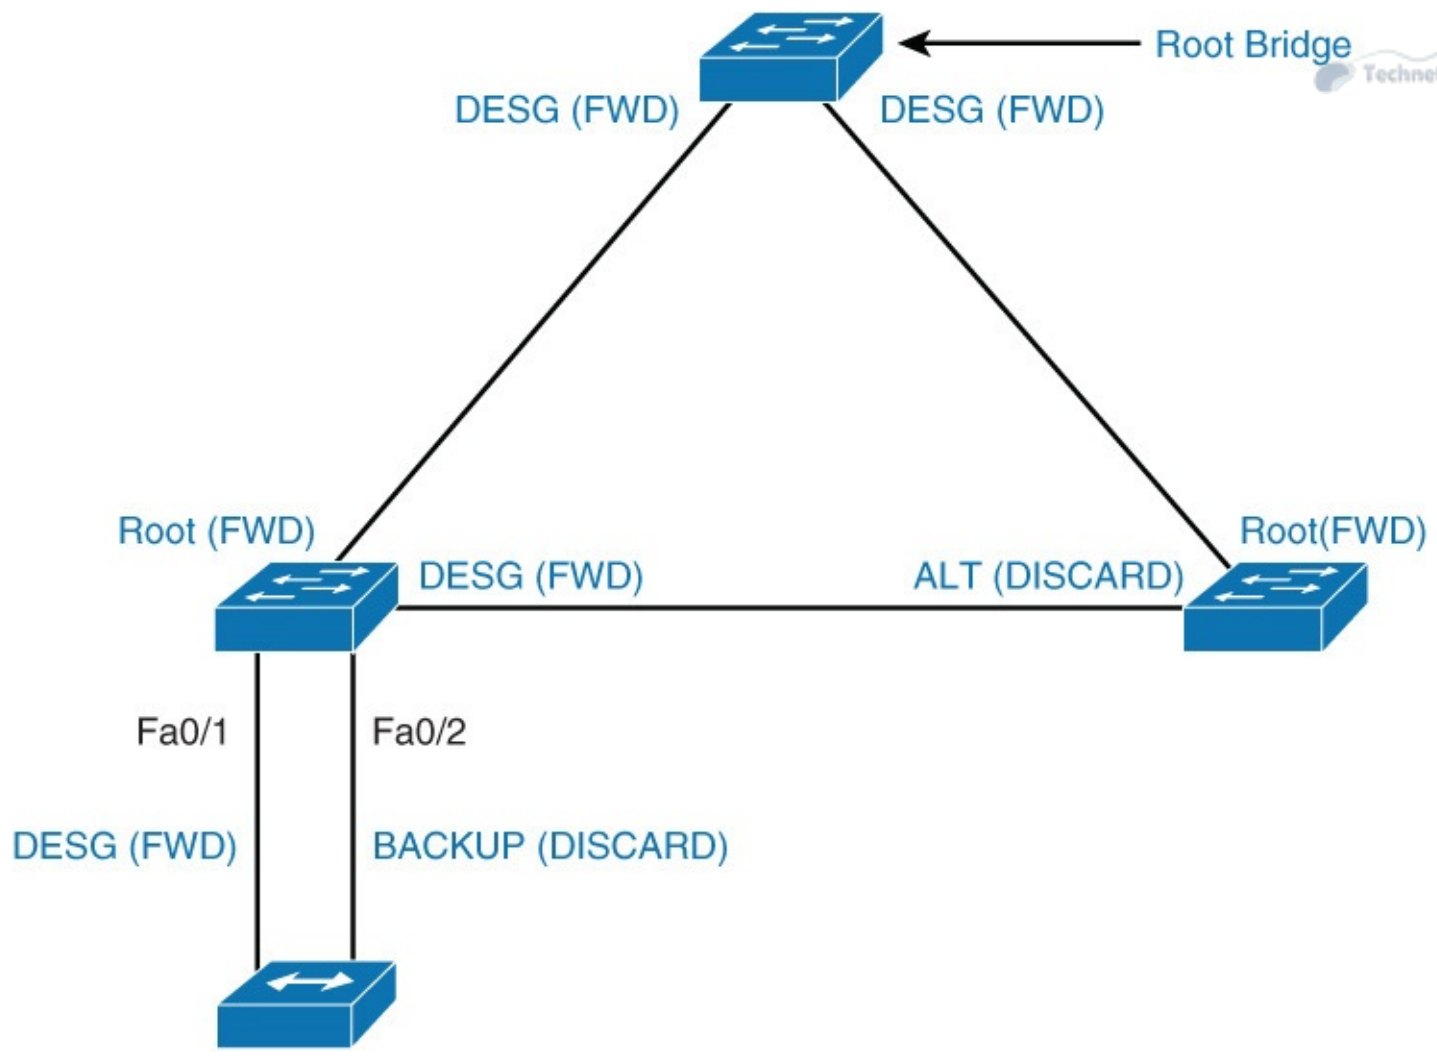 Root Bridge
Technet
DESG (FWD)
DESG (FWD)
Root (FWD)
Root(FWD)
DESG (FWD)
ALT (DISCARD)
Fa0/1
Fa0/2
DESG (FWD)
BACKUP (DISCARD)